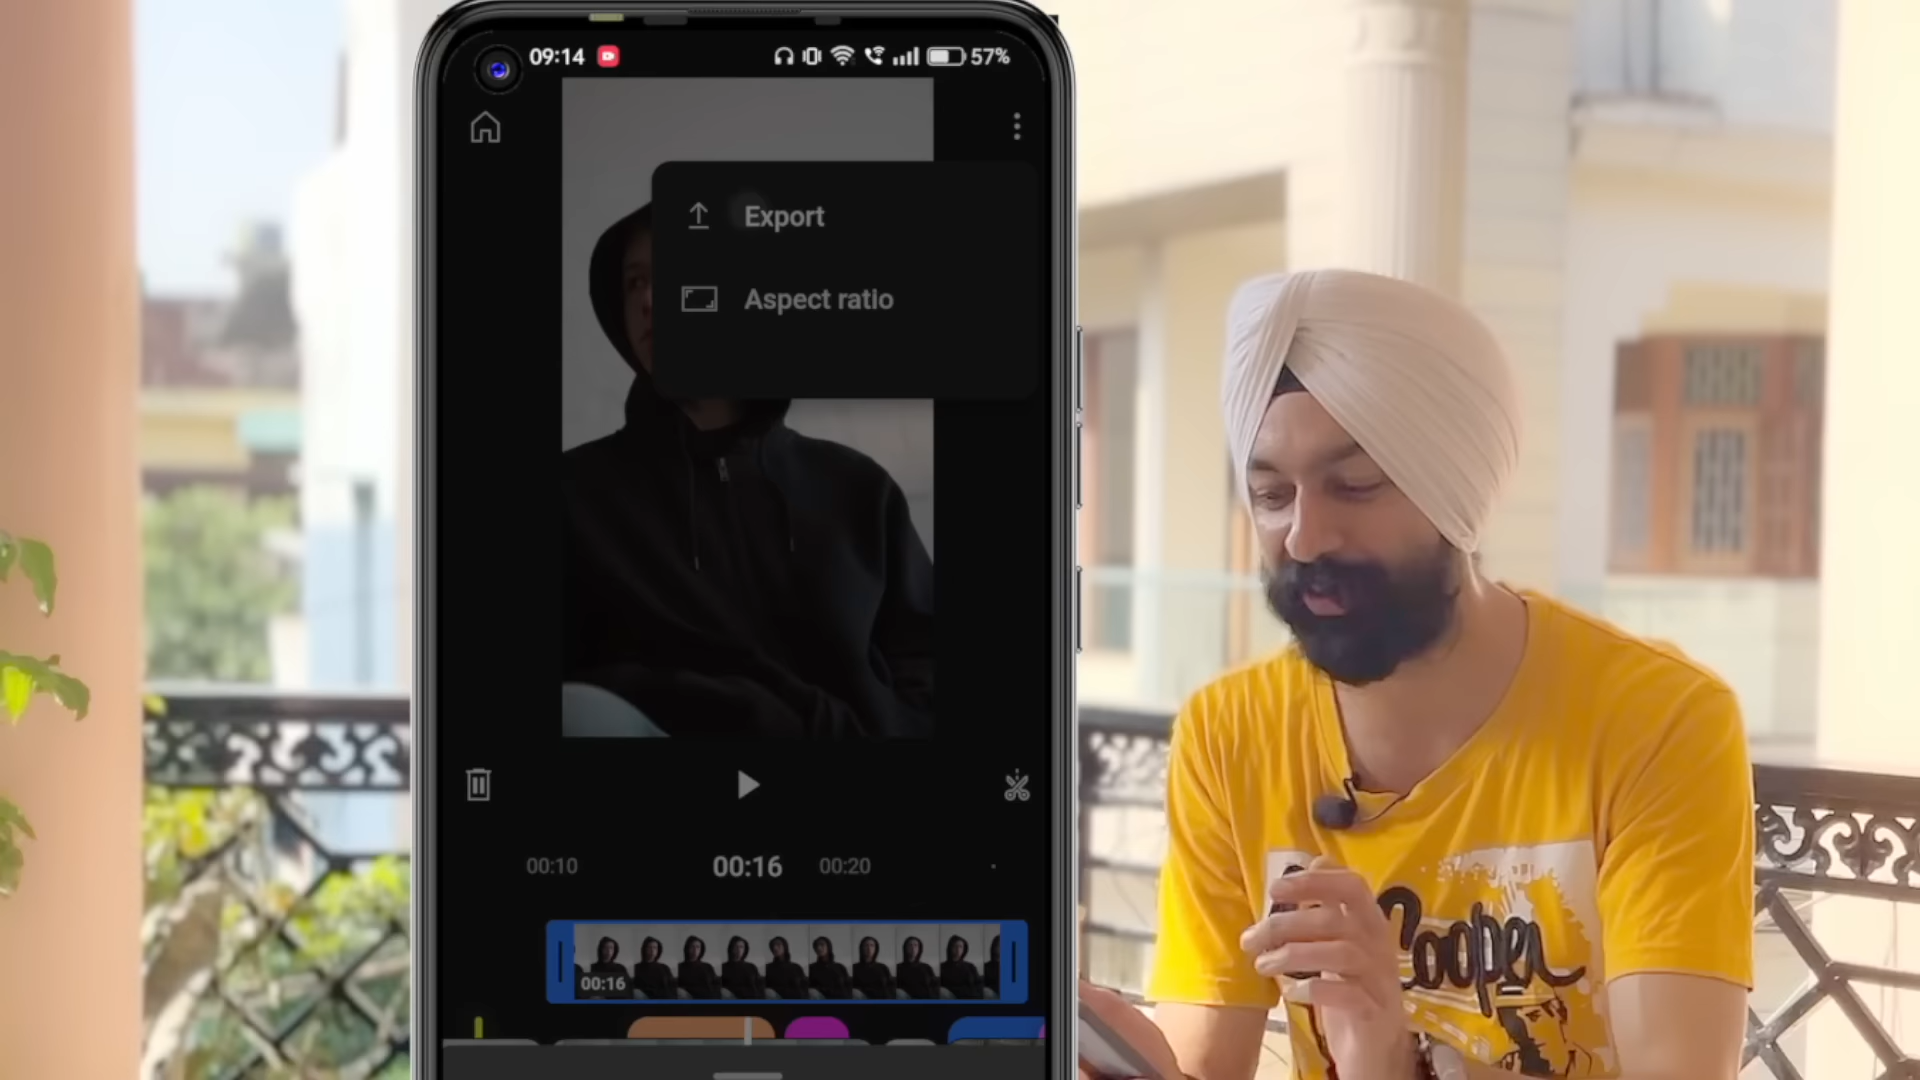 09:14
57%
Export
Aspect ratio
00:10 00:16 00:20
00:16
Cooper